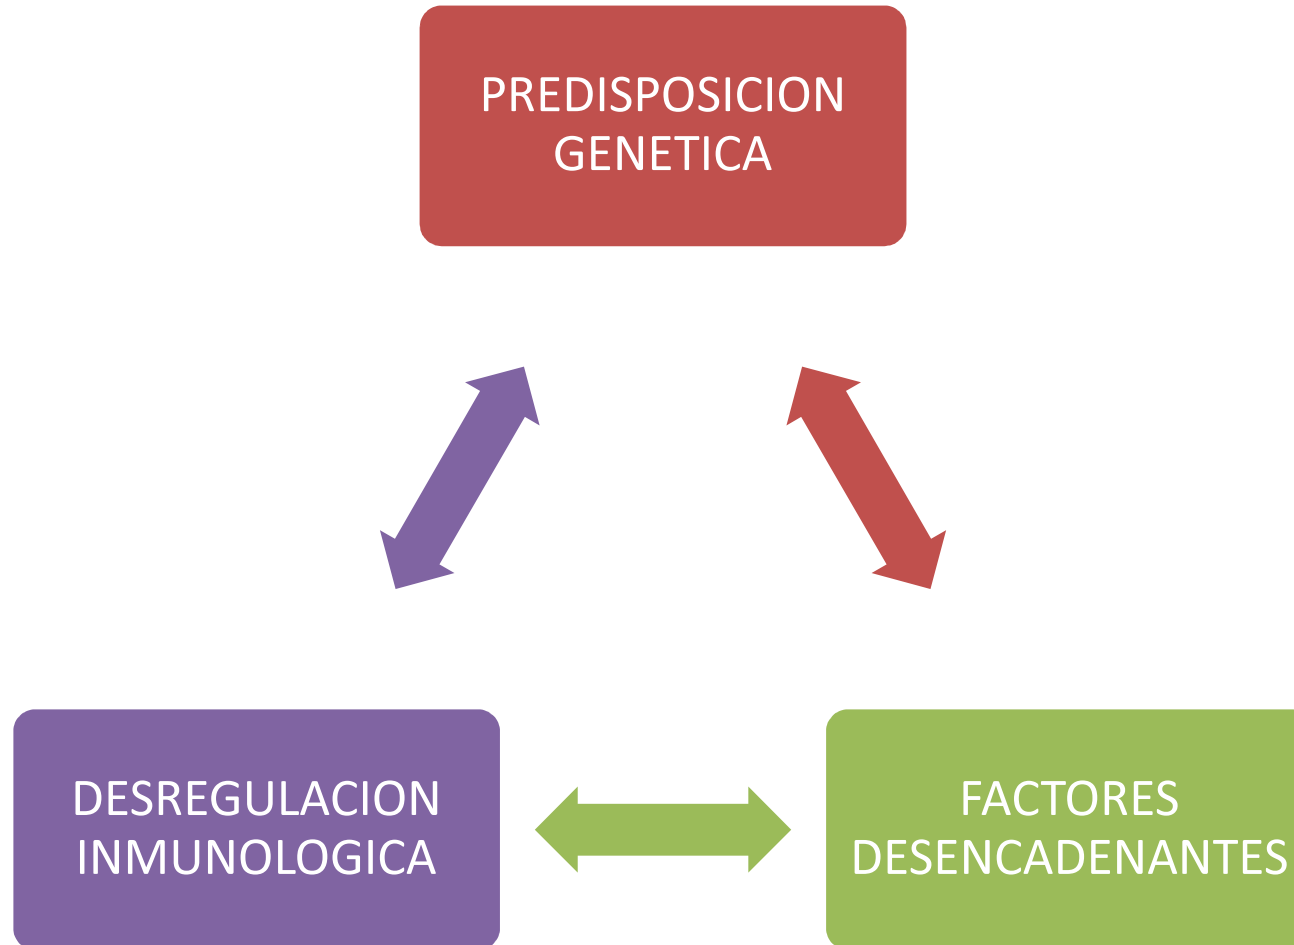 PREDISPOSICION
GENETICA
DESREGULACION
INMUNOLOGICA
FACTORES
DESENCADENANTES